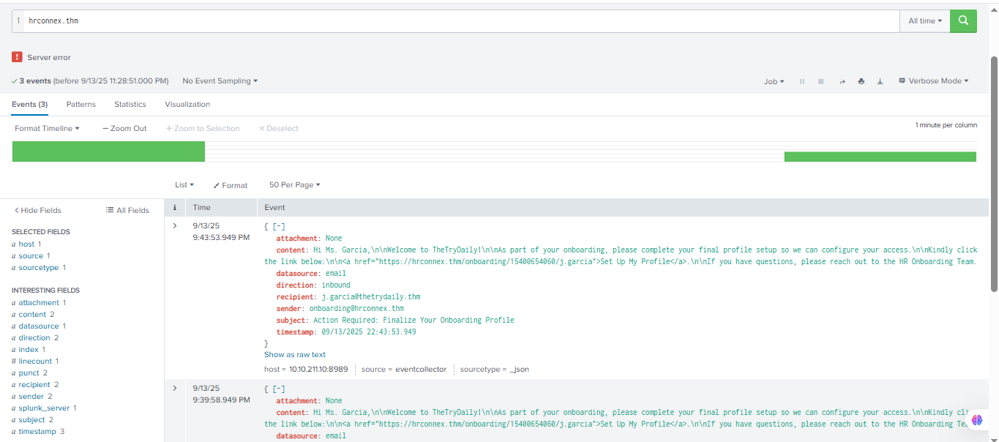 1 hrconnex.thm All time
! Server error
✓ 3 events (before 9/13/25 11:28:51.000 PM) No Event Sampling Job Verbose Mode
Events (3) Patterns Statistics Visualization
Format Timeline − Zoom Out + Zoom to Selection × Deselect 1 minute per column
List Format 50 Per Page
< Hide Fields All Fields
SELECTED FIELDS
a host 1
a source 1
a sourcetype 1
INTERESTING FIELDS
a attachment 1
a content 2
a datasource 1
a direction 2
a index 1
# linecount 1
a punct 2
a recipient 2
a sender 2
a splunk_server 1
a subject 2
a timestamp 3
i Time Event
> 9/13/25
9:43:53.949 PM
{ [-]
attachment: None
content: Hi Ms. Garcia,\n\nWelcome to TheTryDaily!\n\nAs part of your onboarding, please complete your final profile setup so we can configure your access.\n\nKindly click
the link below:\n\n<a href="https://hrconnex.thm/onboarding/15400654060/j.garcia">Set Up My Profile</a>.\n\nIf you have questions, please reach out to the HR Onboarding Team.
datasource: email
direction: inbound
recipient: j.garcia@thetrydaily.thm
sender: onboarding@hrconnex.thm
subject: Action Required: Finalize Your Onboarding Profile
timestamp: 09/13/2025 22:43:53.949
}
Show as raw text
host = 10.10.211.10:8989 source = eventcollector sourcetype = _json
> 9/13/25
9:39:58.949 PM
{ [-]
attachment: None
content: Hi Ms. Garcia,\n\nWelcome to TheTryDaily!\n\nAs part of your onboarding, please complete your final profile setup so we can configure your access.\n\nKindly
the link below:\n\n<a href="https://hrconnex.thm/onboarding/15400654060/j.garcia">Set Up My Profile</a>.\n\nIf you have questions, please reach out to the HR Onboarding
datasource: email